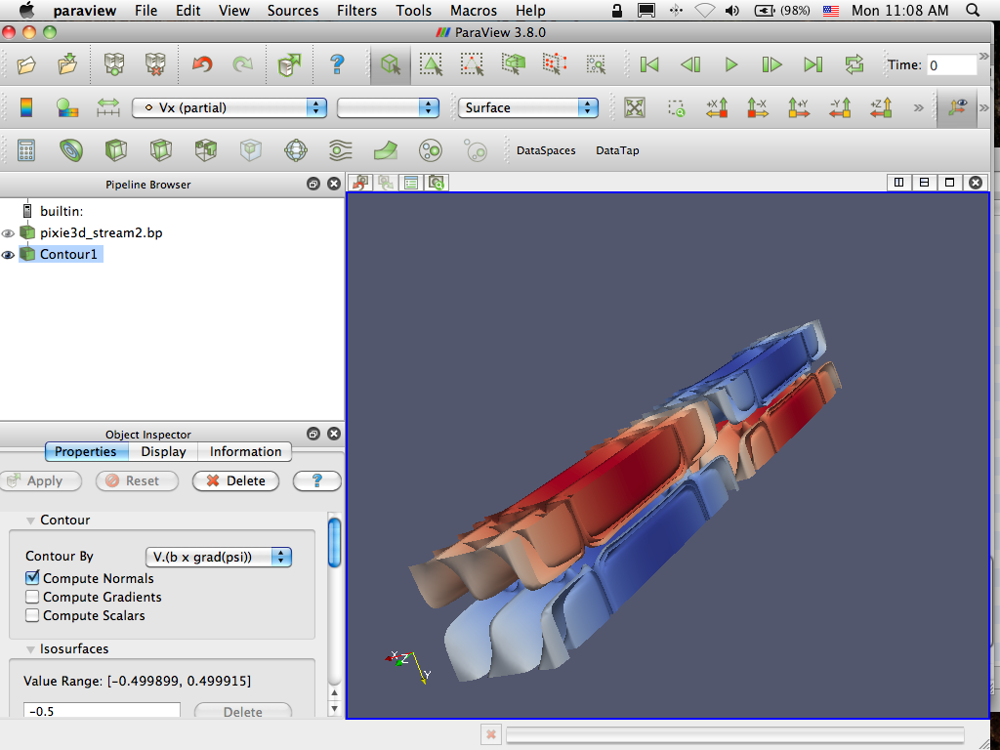 paraview File Edit View Sources Filters Tools Macros Help (98%) Mon 11:08 AM
ParaView 3.8.0
? Time: 0 »
Vx (partial) Surface +X -X +Y -Y +Z » »
DataSpaces DataTap
Pipeline Browser
builtin:
pixie3d_stream2.bp
Contour1
Object Inspector
Properties Display Information
Apply Reset Delete ?
Contour
Contour By V.(b x grad(psi))
Compute Normals
Compute Gradients
Compute Scalars
Isosurfaces
Value Range: [-0.499899, 0.499915]
-0.5 Delete
X Z
Y